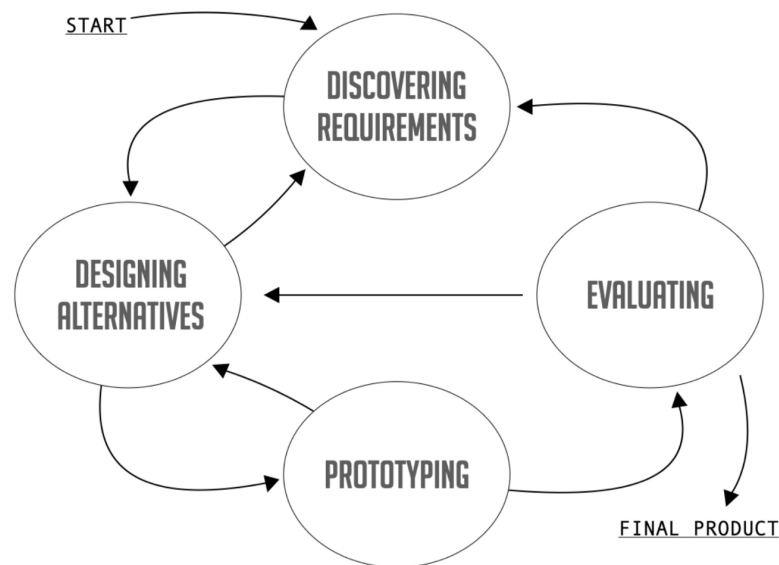 START
DISCOVERING
REQUIREMENTS
DESIGNING
ALTERNATIVES
EVALUATING
PROTOTYPING
FINAL PRODUCT